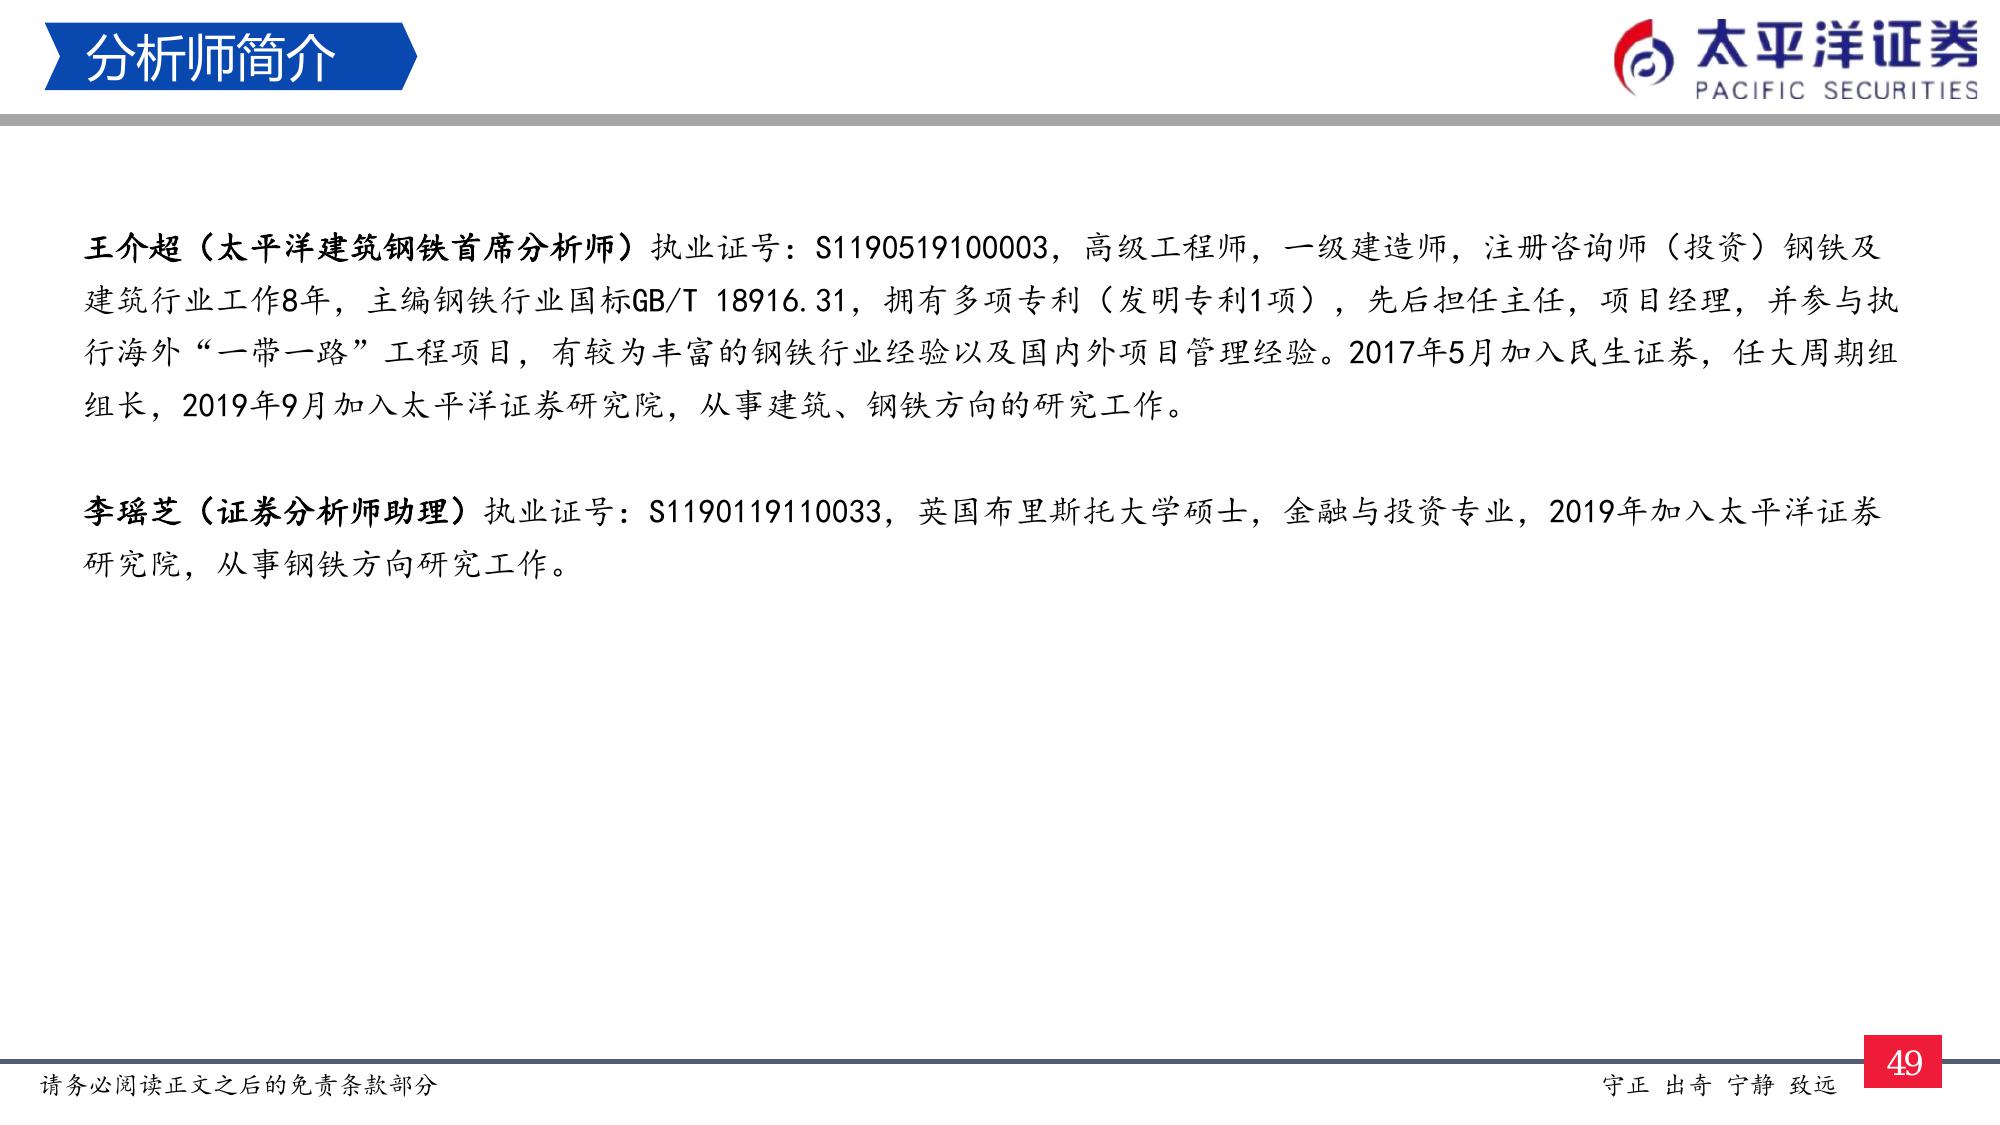 分析师简介
太平洋证券
PACIFIC SECURITIES
王介超（太平洋建筑钢铁首席分析师）执业证号：S1190519100003，高级工程师，一级建造师，注册咨询师（投资）钢铁及
建筑行业工作8年，主编钢铁行业国标GB/T 18916.31，拥有多项专利（发明专利1项），先后担任主任，项目经理，并参与执
行海外“一带一路”工程项目，有较为丰富的钢铁行业经验以及国内外项目管理经验。2017年5月加入民生证券，任大周期组
组长，2019年9月加入太平洋证券研究院，从事建筑、钢铁方向的研究工作。
李瑶芝（证券分析师助理）执业证号：S1190119110033，英国布里斯托大学硕士，金融与投资专业，2019年加入太平洋证券
研究院，从事钢铁方向研究工作。
请务必阅读正文之后的免责条款部分
守正 出奇 宁静 致远
49